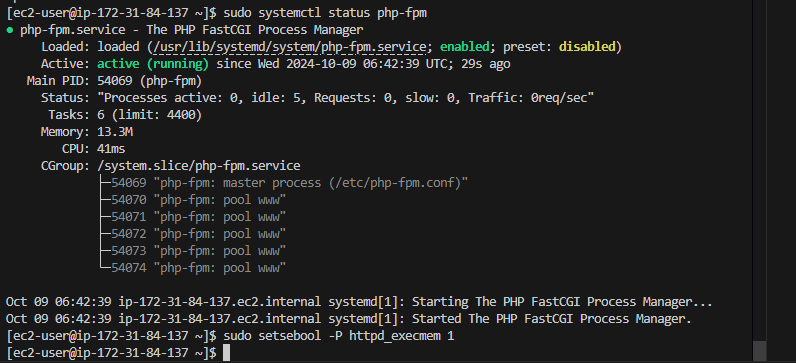 [ec2-user@ip-172-31-84-137 ~]$ sudo systemctl status php-fpm
● php-fpm.service - The PHP FastCGI Process Manager
     Loaded: loaded (/usr/lib/systemd/system/php-fpm.service; enabled; preset: disabled)
     Active: active (running) since Wed 2024-10-09 06:42:39 UTC; 29s ago
   Main PID: 54069 (php-fpm)
     Status: "Processes active: 0, idle: 5, Requests: 0, slow: 0, Traffic: 0req/sec"
      Tasks: 6 (limit: 4400)
     Memory: 13.3M
        CPU: 41ms
     CGroup: /system.slice/php-fpm.service
             ├─54069 "php-fpm: master process (/etc/php-fpm.conf)"
             ├─54070 "php-fpm: pool www"
             ├─54071 "php-fpm: pool www"
             ├─54072 "php-fpm: pool www"
             ├─54073 "php-fpm: pool www"
             └─54074 "php-fpm: pool www"
Oct 09 06:42:39 ip-172-31-84-137.ec2.internal systemd[1]: Starting The PHP FastCGI Process Manager...
Oct 09 06:42:39 ip-172-31-84-137.ec2.internal systemd[1]: Started The PHP FastCGI Process Manager.
[ec2-user@ip-172-31-84-137 ~]$ sudo setsebool -P httpd_execmem 1
[ec2-user@ip-172-31-84-137 ~]$